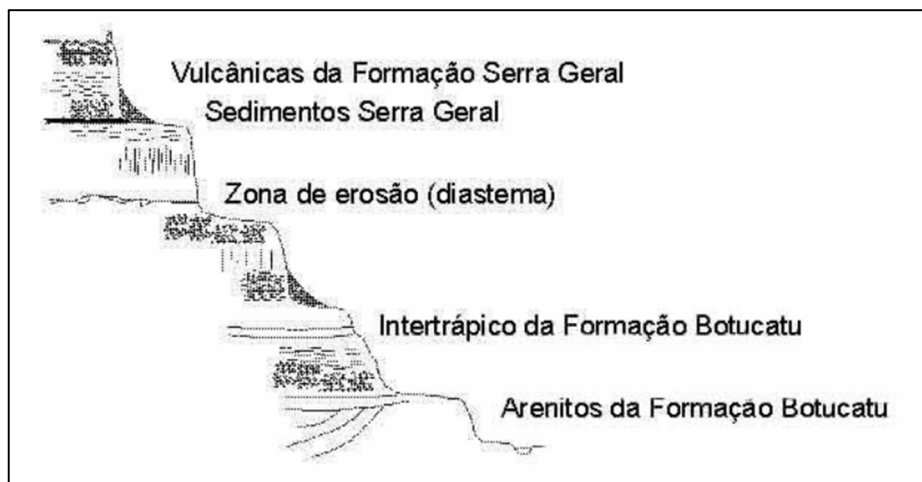 Vulcânicas da Formação Serra Geral
Sedimentos Serra Geral
Zona de erosão (diastema)
Intertrápico da Formação Botucatu
Arenitos da Formação Botucatu